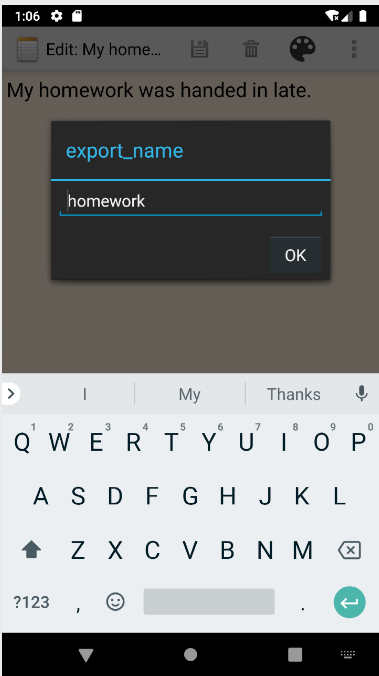 1:06
Edit: My home...
My homework was handed in late.
export_name
homework
OK
I My Thanks
1 2 3 4 5 6 7 8 9 0
Q W E R T Y U I O P
A S D F G H J K L
Z X C V B N M
?123 , .